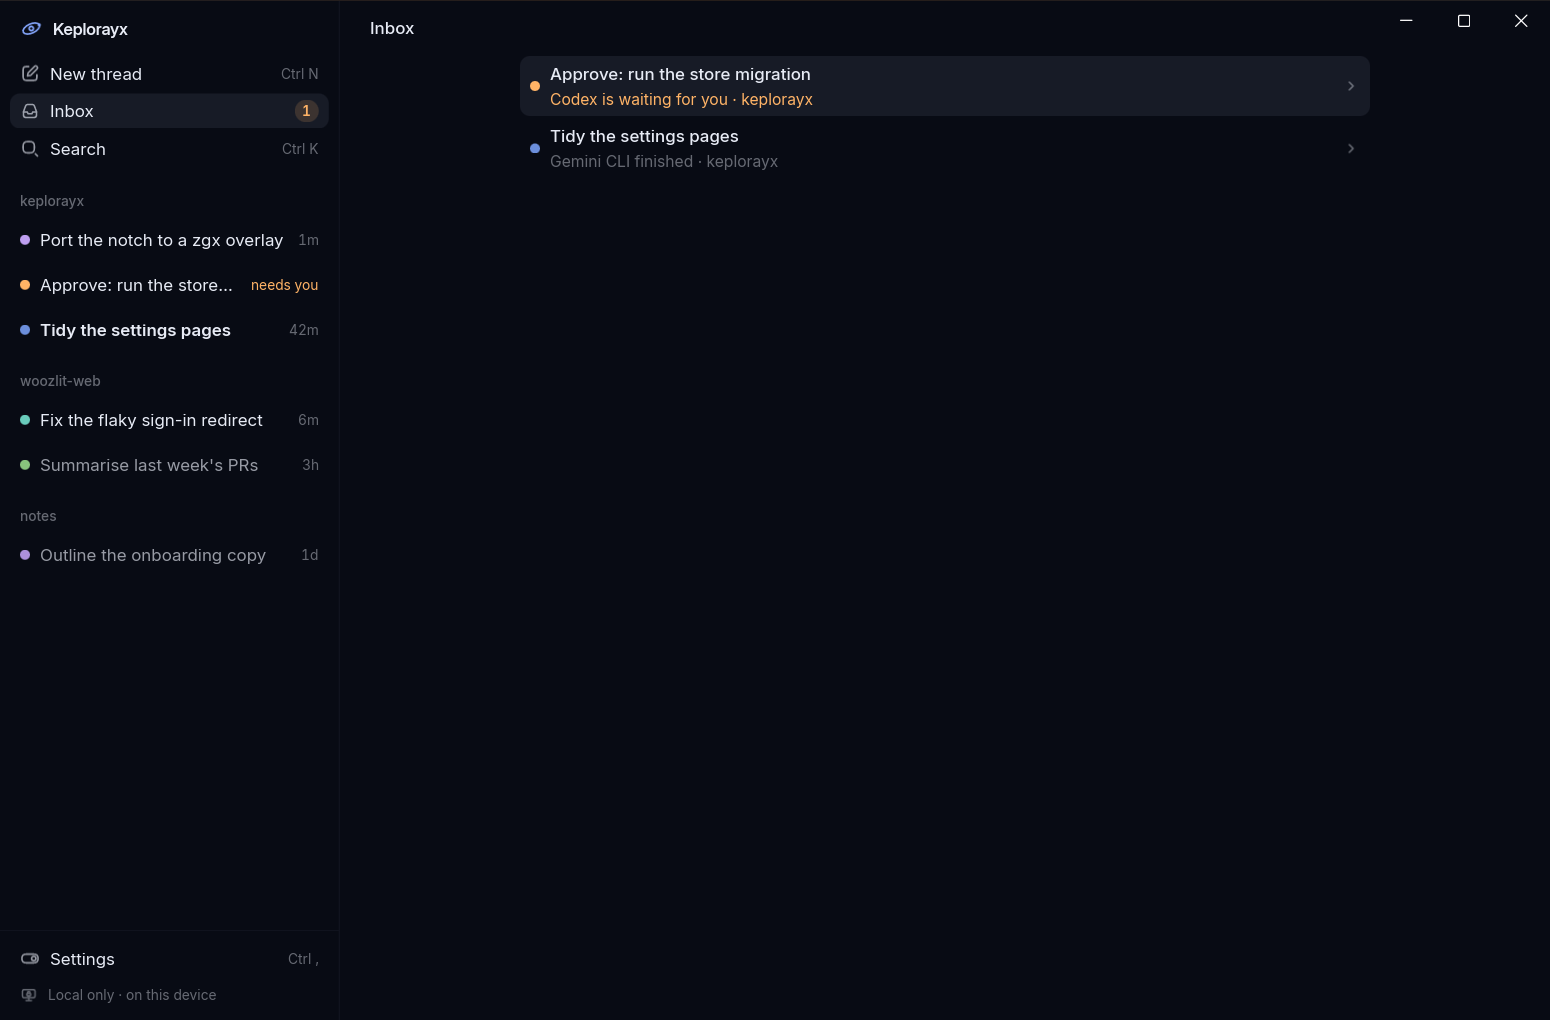 Keplorayx
New thread Ctrl N
Inbox 1
Search Ctrl K
keplorayx
Port the notch to a zgx overlay 1m
Approve: run the store... needs you
Tidy the settings pages 42m
woozlit-web
Fix the flaky sign-in redirect 6m
Summarise last week's PRs 3h
notes
Outline the onboarding copy 1d
Settings Ctrl ,
Local only · on this device
Inbox
Approve: run the store migration
Codex is waiting for you · keplorayx
Tidy the settings pages
Gemini CLI finished · keplorayx